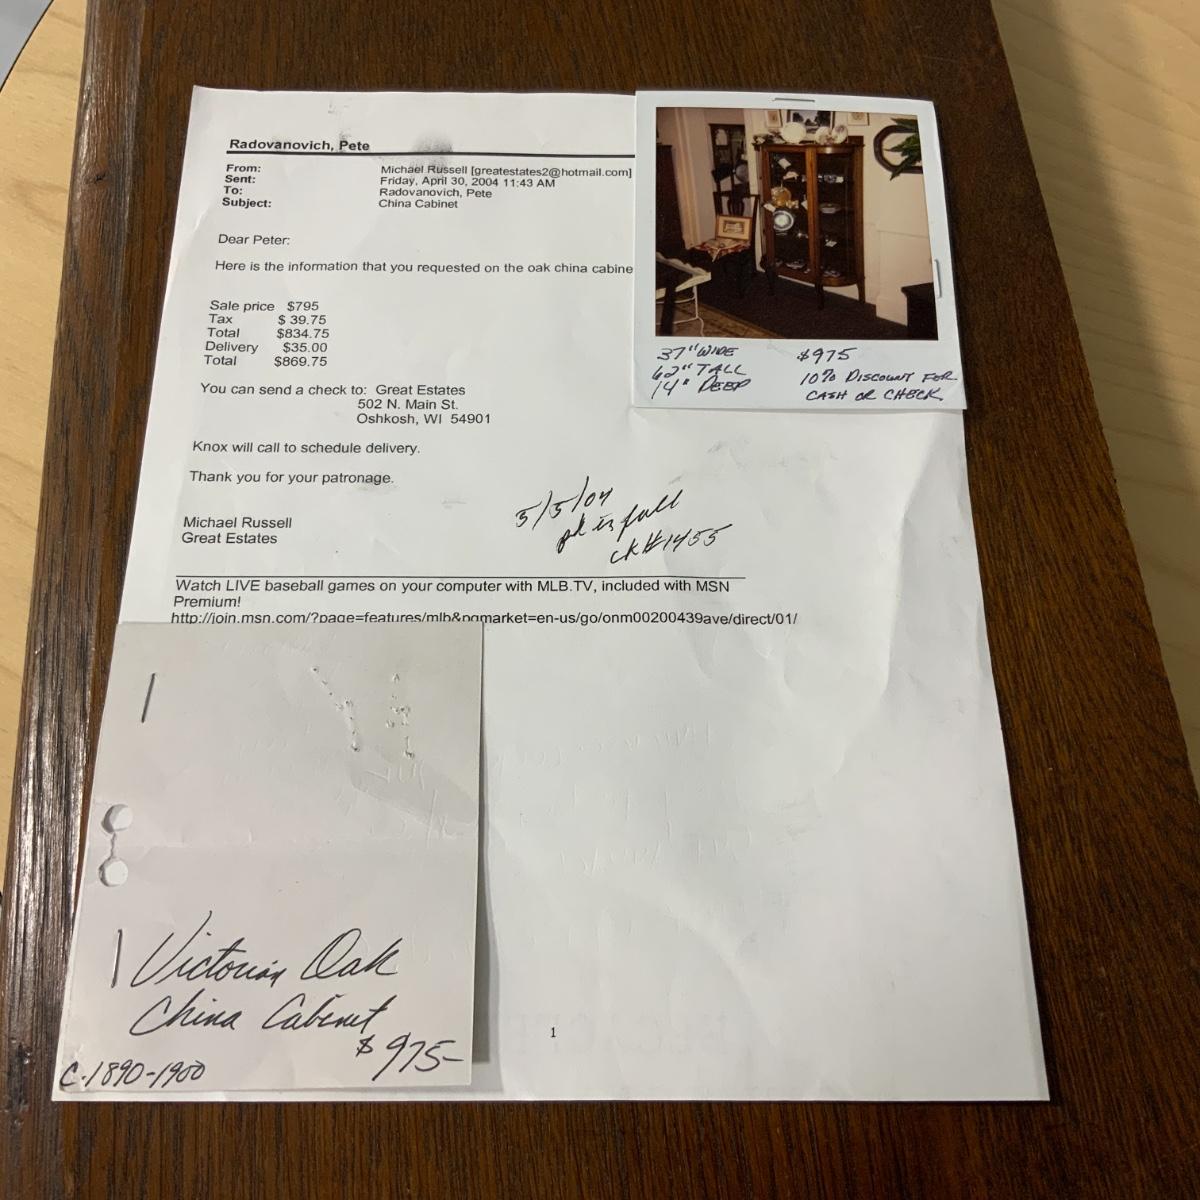 Radovanovich, Pete
From: Michael Russell [greatestates2@hotmail.com]
Sent: Friday, April 30, 2004 11:43 AM
To: Radovanovich, Pete
Subject: China Cabinet
Dear Peter:
Here is the information that you requested on the oak china cabine
Sale price $795
Tax $ 39.75
Total $834.75
Delivery $35.00
Total $869.75
You can send a check to: Great Estates
502 N. Main St.
Oshkosh, WI 54901
Knox will call to schedule delivery.
Thank you for your patronage.
Michael Russell
Great Estates
5/5/04
pd in full
ck#1455
Watch LIVE baseball games on your computer with MLB.TV, included with MSN
Premium!
http://join.msn.com/?page=features/mlb&pgmarket=en-us/go/onm00200439ave/direct/01/
37" WIDE
62" TALL
14" DEEP
$975
10% DISCOUNT FOR
CASH OR CHECK
Victorian Oak
China Cabinet
$975-
C.1890-1900
1